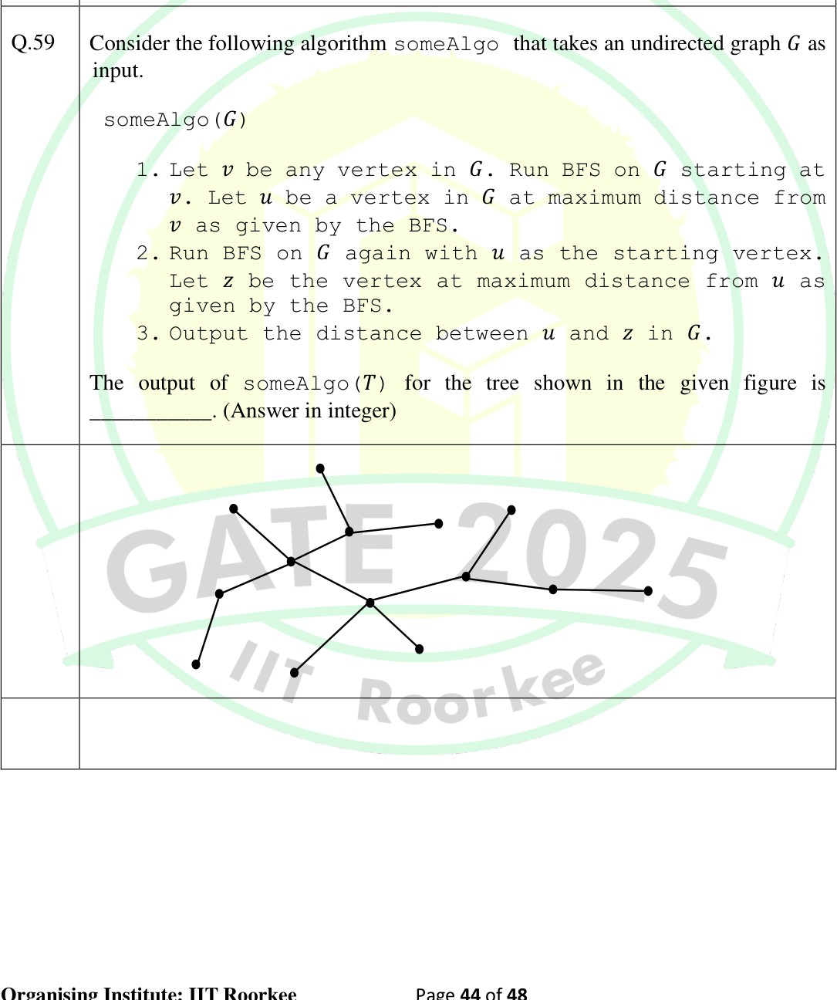 Q.59
Consider the following algorithm someAlgo that takes an undirected graph G as
input.
someAlgo(G)
1. Let v be any vertex in G. Run BFS on G starting at
v. Let u be a vertex in G at maximum distance from
v as given by the BFS.
2. Run BFS on G again with u as the starting vertex.
Let z be the vertex at maximum distance from u as
given by the BFS.
3. Output the distance between u and z in G.
The output of someAlgo(T) for the tree shown in the given figure is
___________. (Answer in integer)
GATE 2025
IIT Roorkee
Organising Institute: IIT Roorkee Page 44 of 48